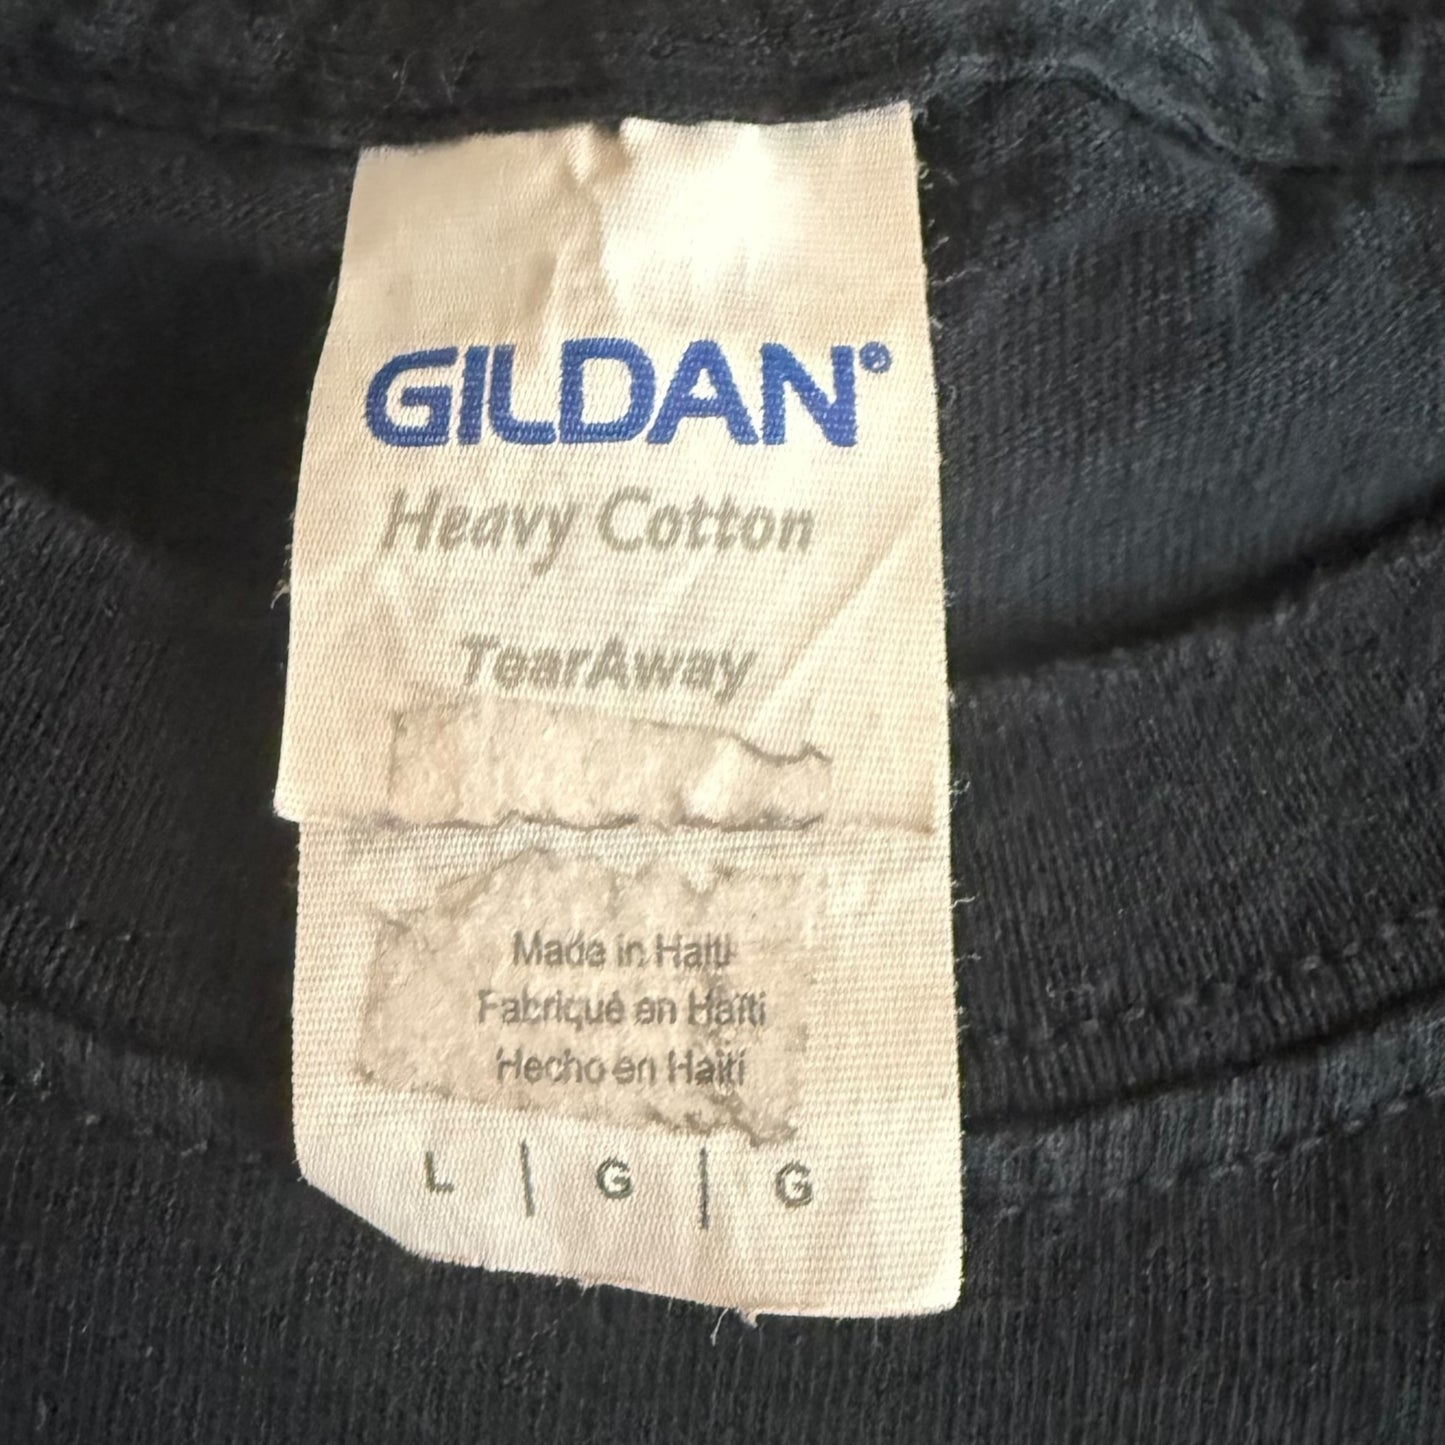 GILDAN®
Heavy Cotton
TearAway
Made in Haiti
Fabriqué en Haïti
Hecho en Haití
L | G | G